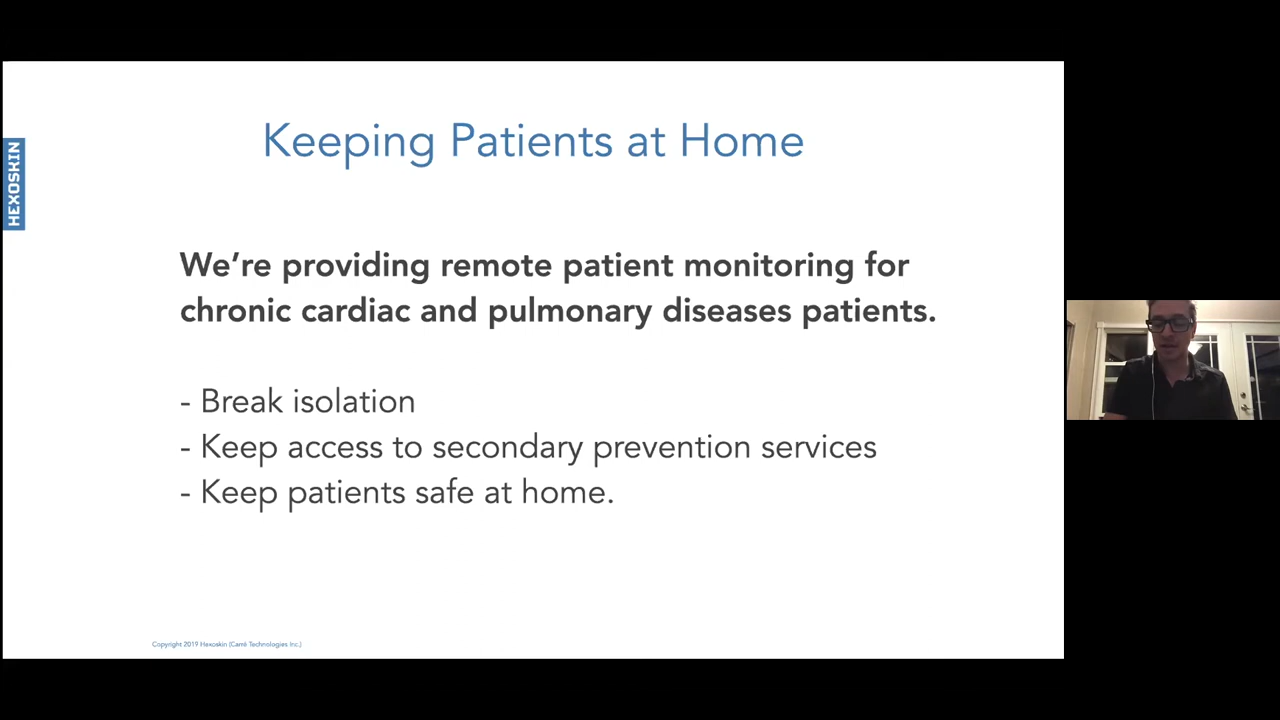 Keeping Patients at Home
HEXOSKIN
We’re providing remote patient monitoring for
chronic cardiac and pulmonary diseases patients.
- Break isolation
- Keep access to secondary prevention services
- Keep patients safe at home.
Copyright 2019 Hexoskin (Carré Technologies Inc.)